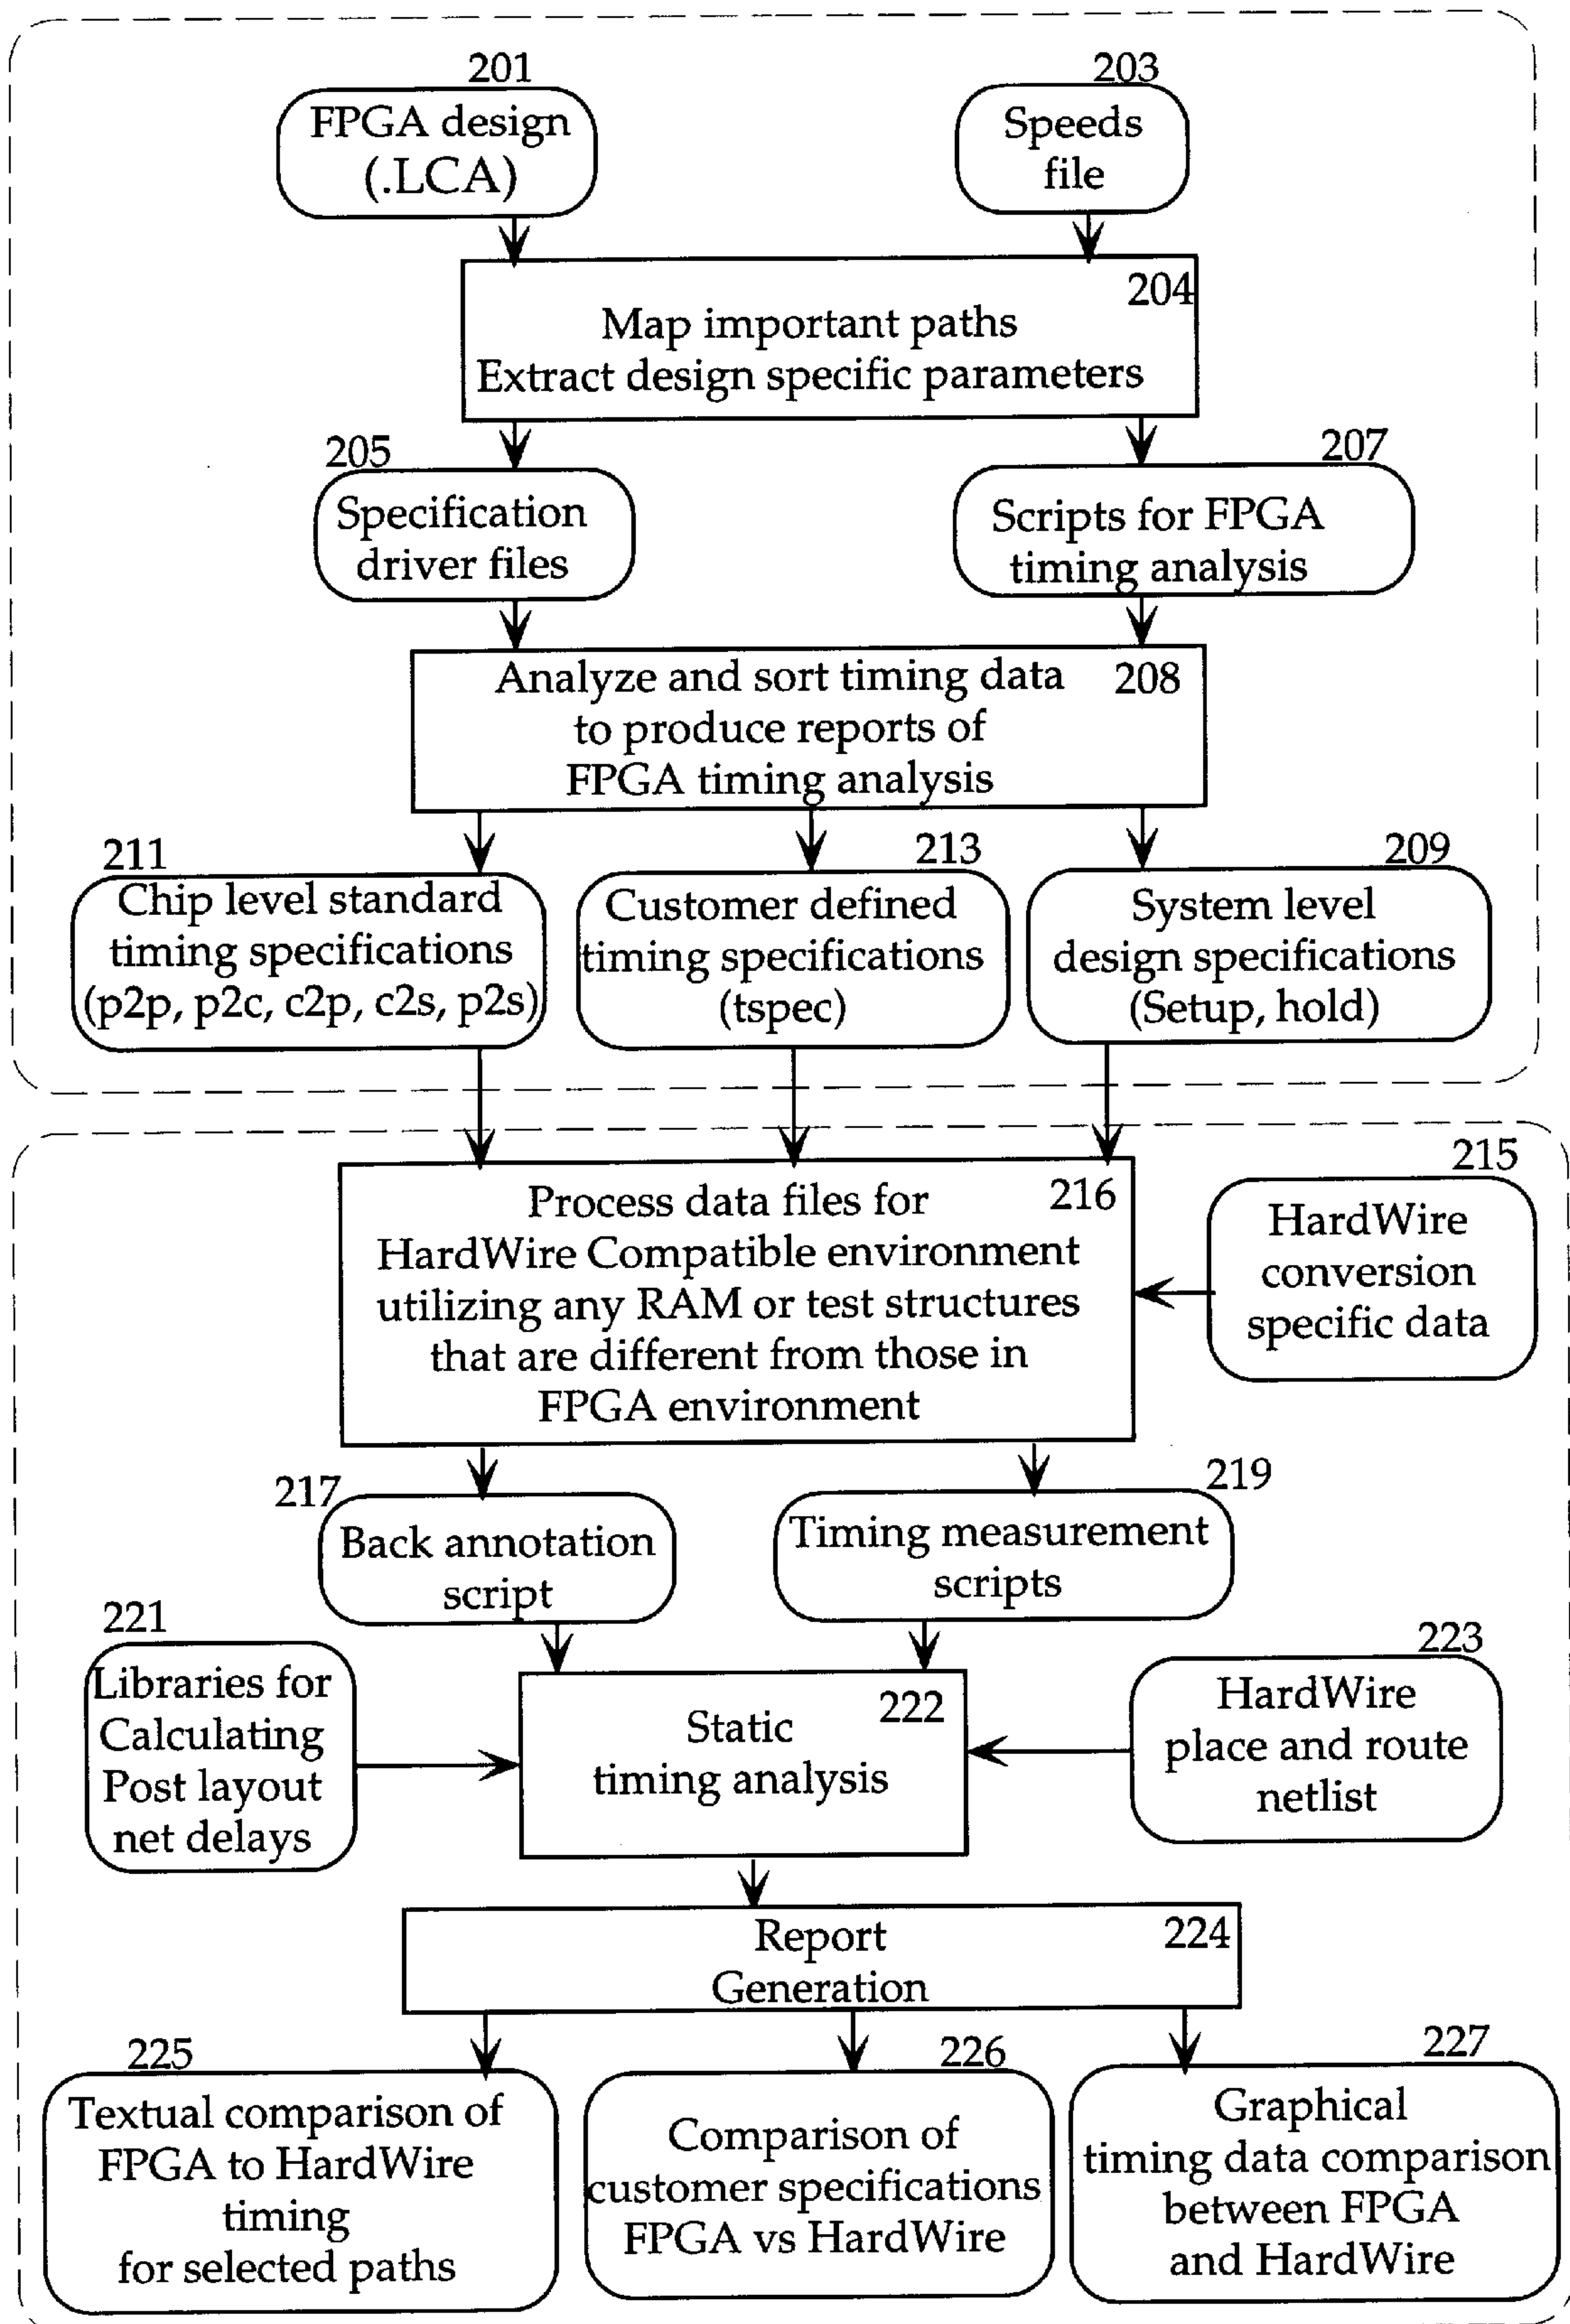 201
FPGA design
(.LCA)
203
Speeds
file
204
Map important paths
Extract design specific parameters
205
Specification
driver files
207
Scripts for FPGA
timing analysis
Analyze and sort timing data 208
to produce reports of
FPGA timing analysis
211
Chip level standard
timing specifications
(p2p, p2c, c2p, c2s, p2s)
213
Customer defined
timing specifications
(tspec)
209
System level
design specifications
(Setup, hold)
Process data files for 216
HardWire Compatible environment
utilizing any RAM or test structures
that are different from those in
FPGA environment
215
HardWire
conversion
specific data
217
Back annotation
script
219
Timing measurement
scripts
221
Libraries for
Calculating
Post layout
net delays
222
Static
timing analysis
223
HardWire
place and route
netlist
Report 224
Generation
225
Textual comparison of
FPGA to HardWire
timing
for selected paths
226
Comparison of
customer specifications
FPGA vs HardWire
227
Graphical
timing data comparison
between FPGA
and HardWire